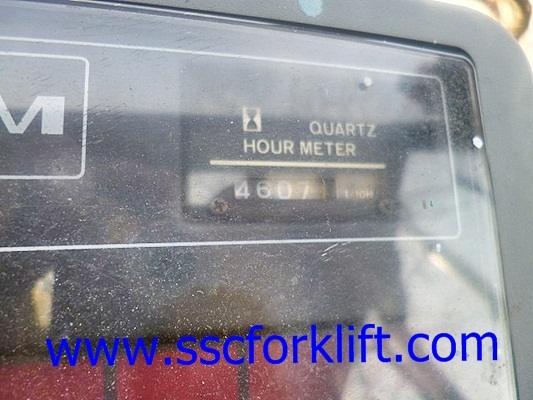 M
QUARTZ
HOUR METER
4607 1/10H
www.sscforklift.com